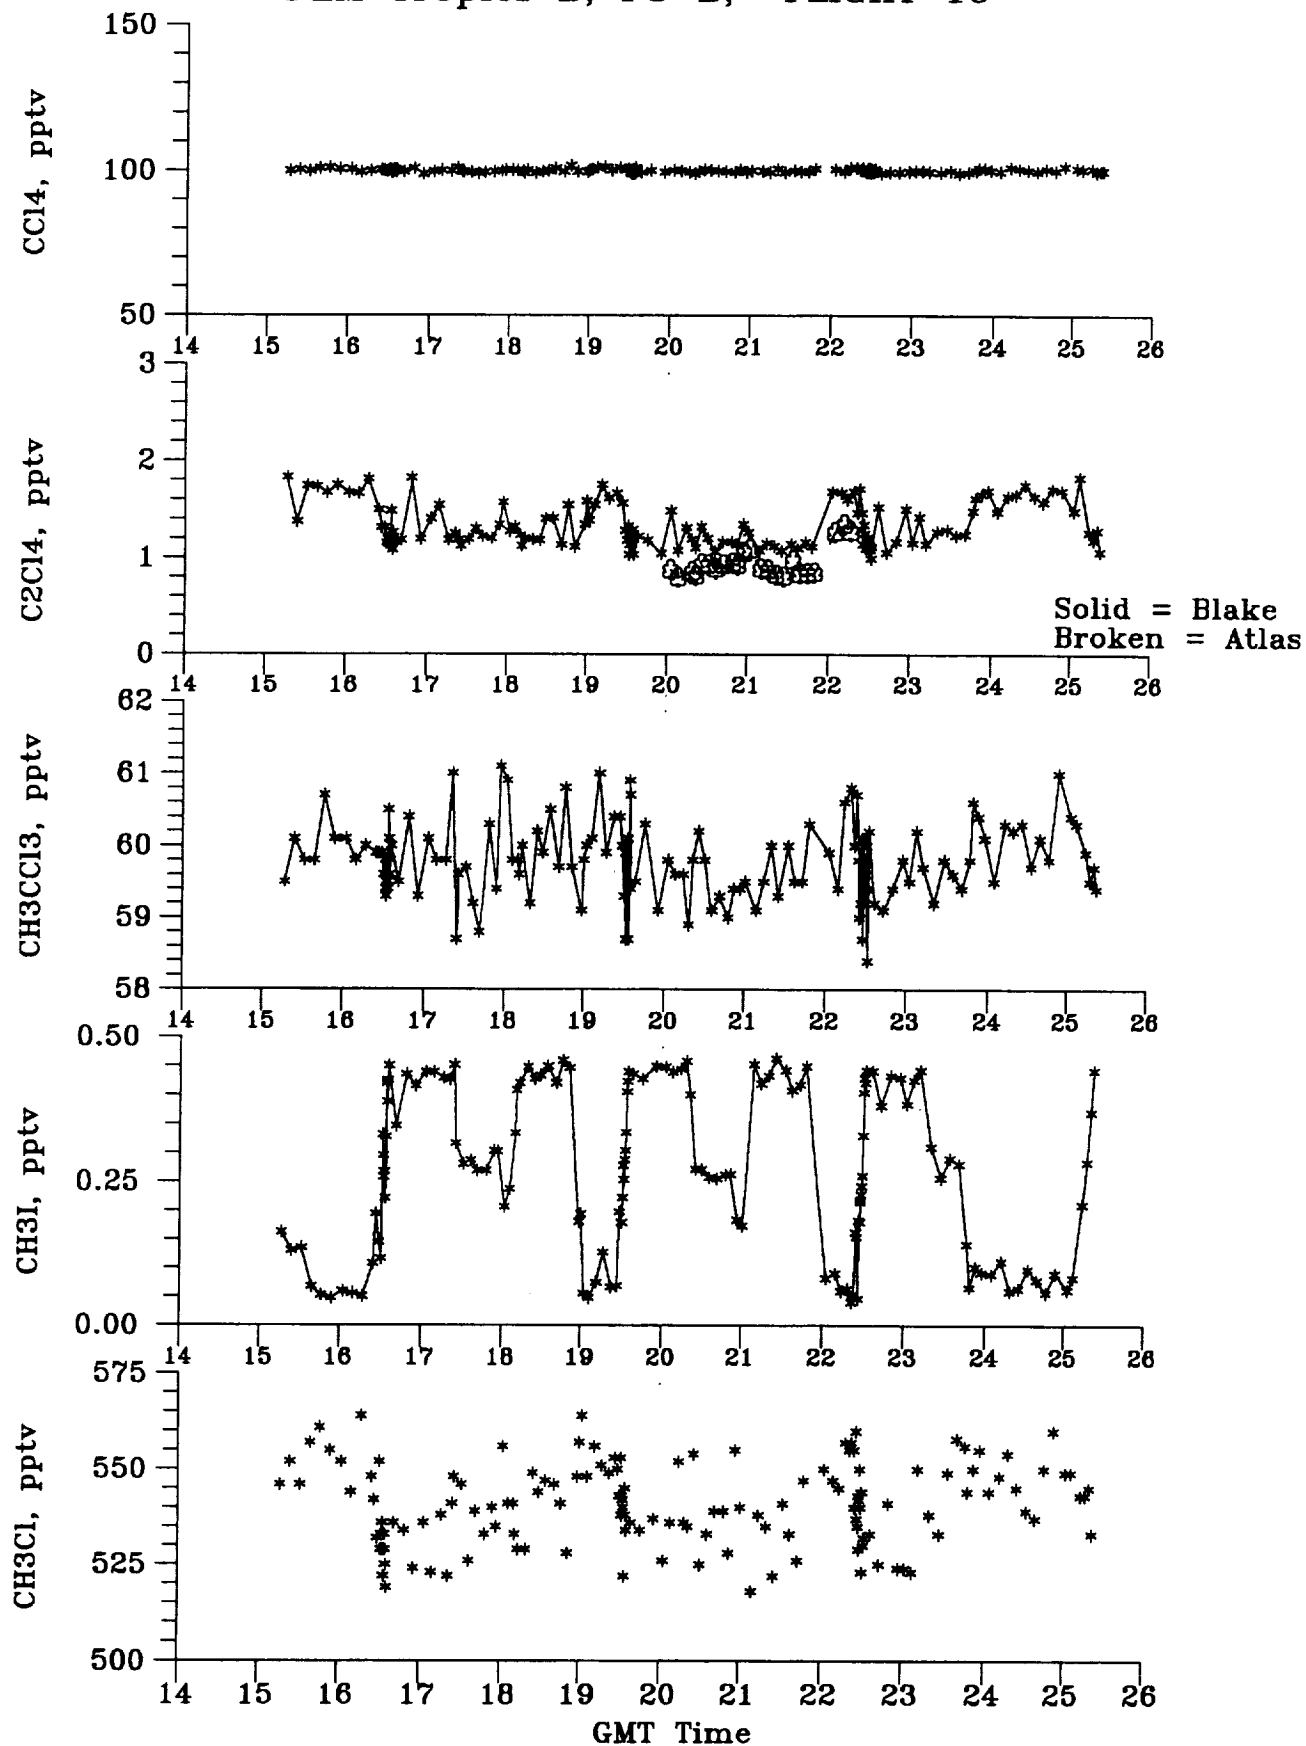 150
100
50
CCl4, pptv
14 15 16 17 18 19 20 21 22 23 24 25 26
3
2
1
0
C2Cl4, pptv
Solid = Blake
Broken = Atlas
14 15 16 17 18 19 20 21 22 23 24 25 26
62
61
60
59
58
CH3CCl3, pptv
14 15 16 17 18 19 20 21 22 23 24 25 26
0.50
0.25
0.00
CH3I, pptv
14 15 16 17 18 19 20 21 22 23 24 25 26
575
550
525
500
CH3Cl, pptv
14 15 16 17 18 19 20 21 22 23 24 25 26
GMT Time